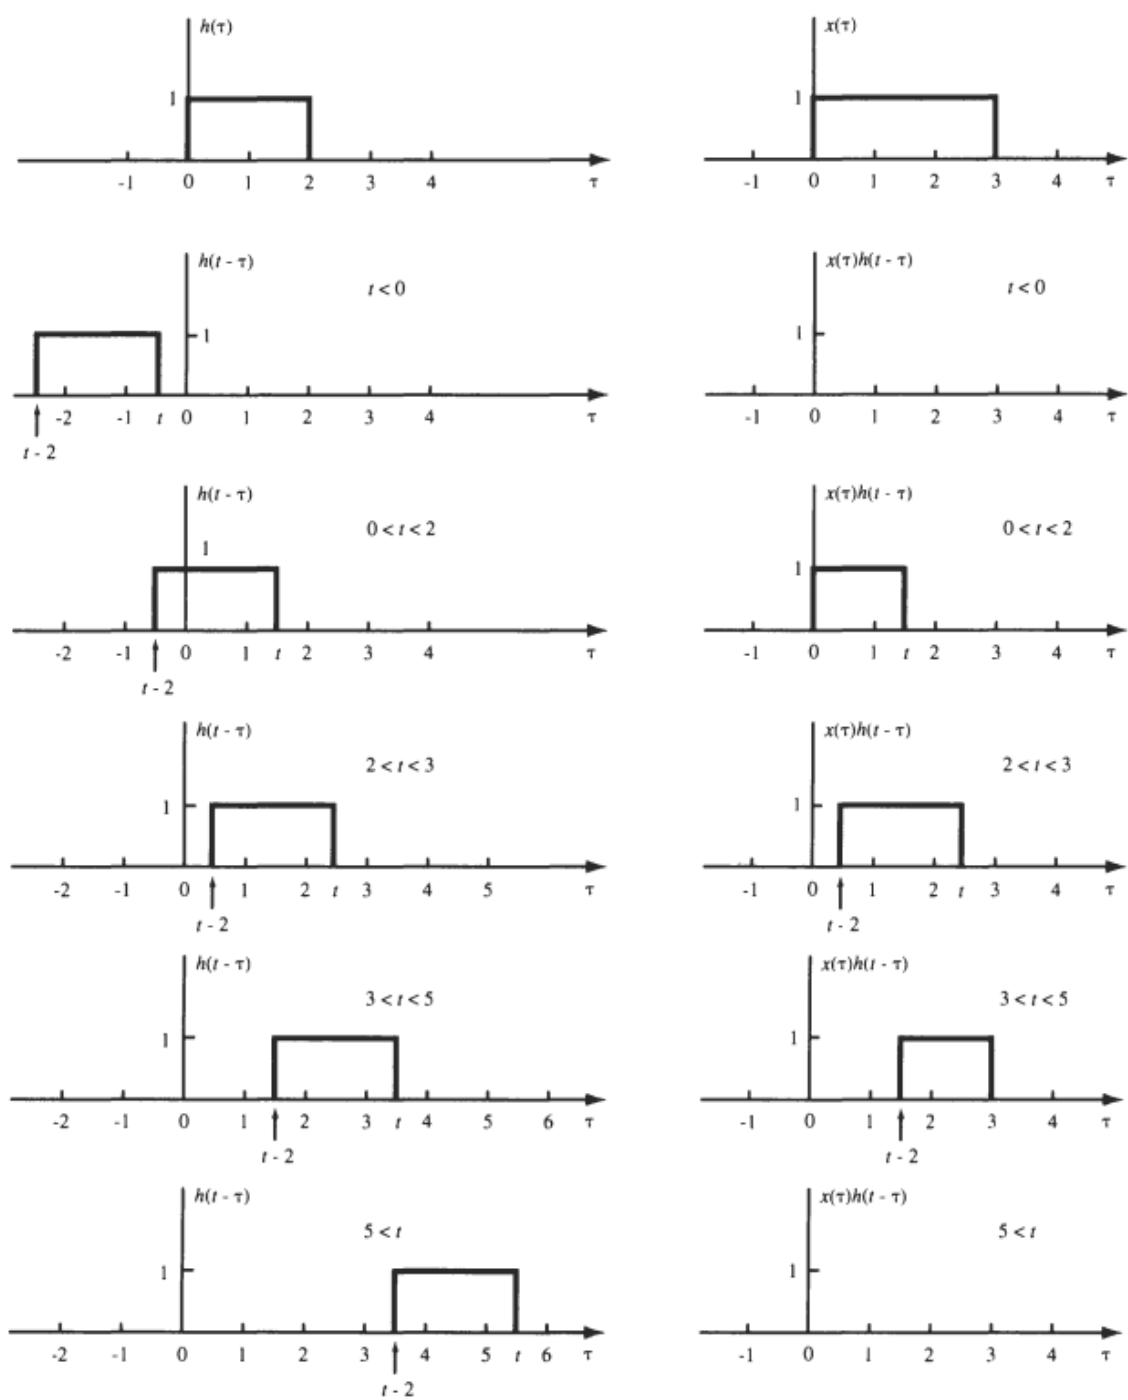 h(τ) x(τ)
1 1
-1 0 1 2 3 4 τ -1 0 1 2 3 4 τ
h(t - τ) x(τ)h(t - τ)
t < 0 t < 0
1 1
-2 -1 t 0 1 2 3 4 τ -1 0 1 2 3 4 τ
t - 2
h(t - τ) x(τ)h(t - τ)
0 < t < 2 0 < t < 2
1 1
-2 -1 0 1 t 2 3 4 τ -1 0 1 t 2 3 4 τ
t - 2
h(t - τ) x(τ)h(t - τ)
2 < t < 3 2 < t < 3
1 1
-2 -1 0 1 2 t 3 4 5 τ -1 0 1 2 t 3 4 τ
t - 2 t - 2
h(t - τ) x(τ)h(t - τ)
3 < t < 5 3 < t < 5
1 1
-2 -1 0 1 2 3 t 4 5 6 τ -1 0 1 2 3 4 τ
t - 2 t - 2
h(t - τ) x(τ)h(t - τ)
5 < t 5 < t
1 1
-2 -1 0 1 2 3 4 5 t 6 τ -1 0 1 2 3 4 τ
t - 2